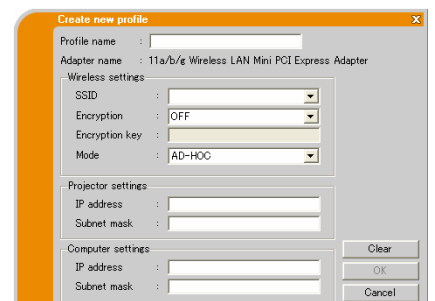 Create new profile
Profile name :
Adapter name : 11a/b/g Wireless LAN Mini PCI Express Adapter
Wireless settings
SSID :
Encryption : OFF
Encryption key :
Mode : AD-HOC
Projector settings
IP address :
Subnet mask :
Computer settings
IP address :
Subnet mask :
Clear
OK
Cancel